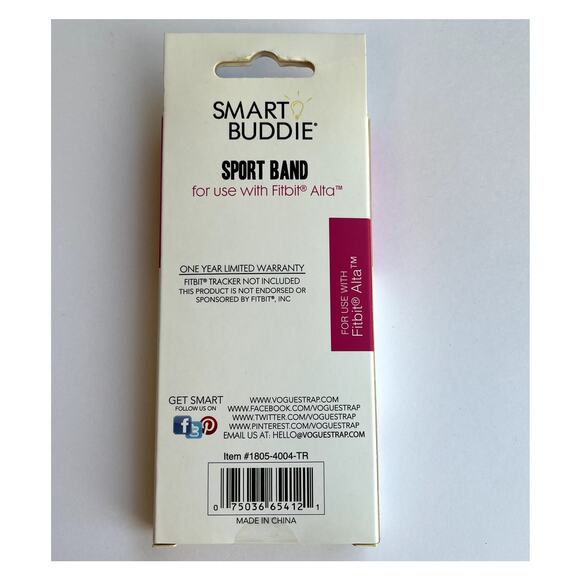 SMART
BUDDIE®
SPORT BAND
for use with Fitbit® Alta™
FOR USE WITH
Fitbit® Alta™
ONE YEAR LIMITED WARRANTY
FITBIT® TRACKER NOT INCLUDED
THIS PRODUCT IS NOT ENDORSED OR
SPONSORED BY FITBIT®, INC
GET SMART
FOLLOW US ON
WWW.VOGUESTRAP.COM
WWW.FACEBOOK.COM/VOGUESTRAP
WWW.TWITTER.COM/VOGUESTRAP
WWW.PINTEREST.COM/VOGUESTRAP
EMAIL US AT: HELLO@VOGUESTRAP.COM
Item #1805-4004-TR
0 75036 65412 1
MADE IN CHINA